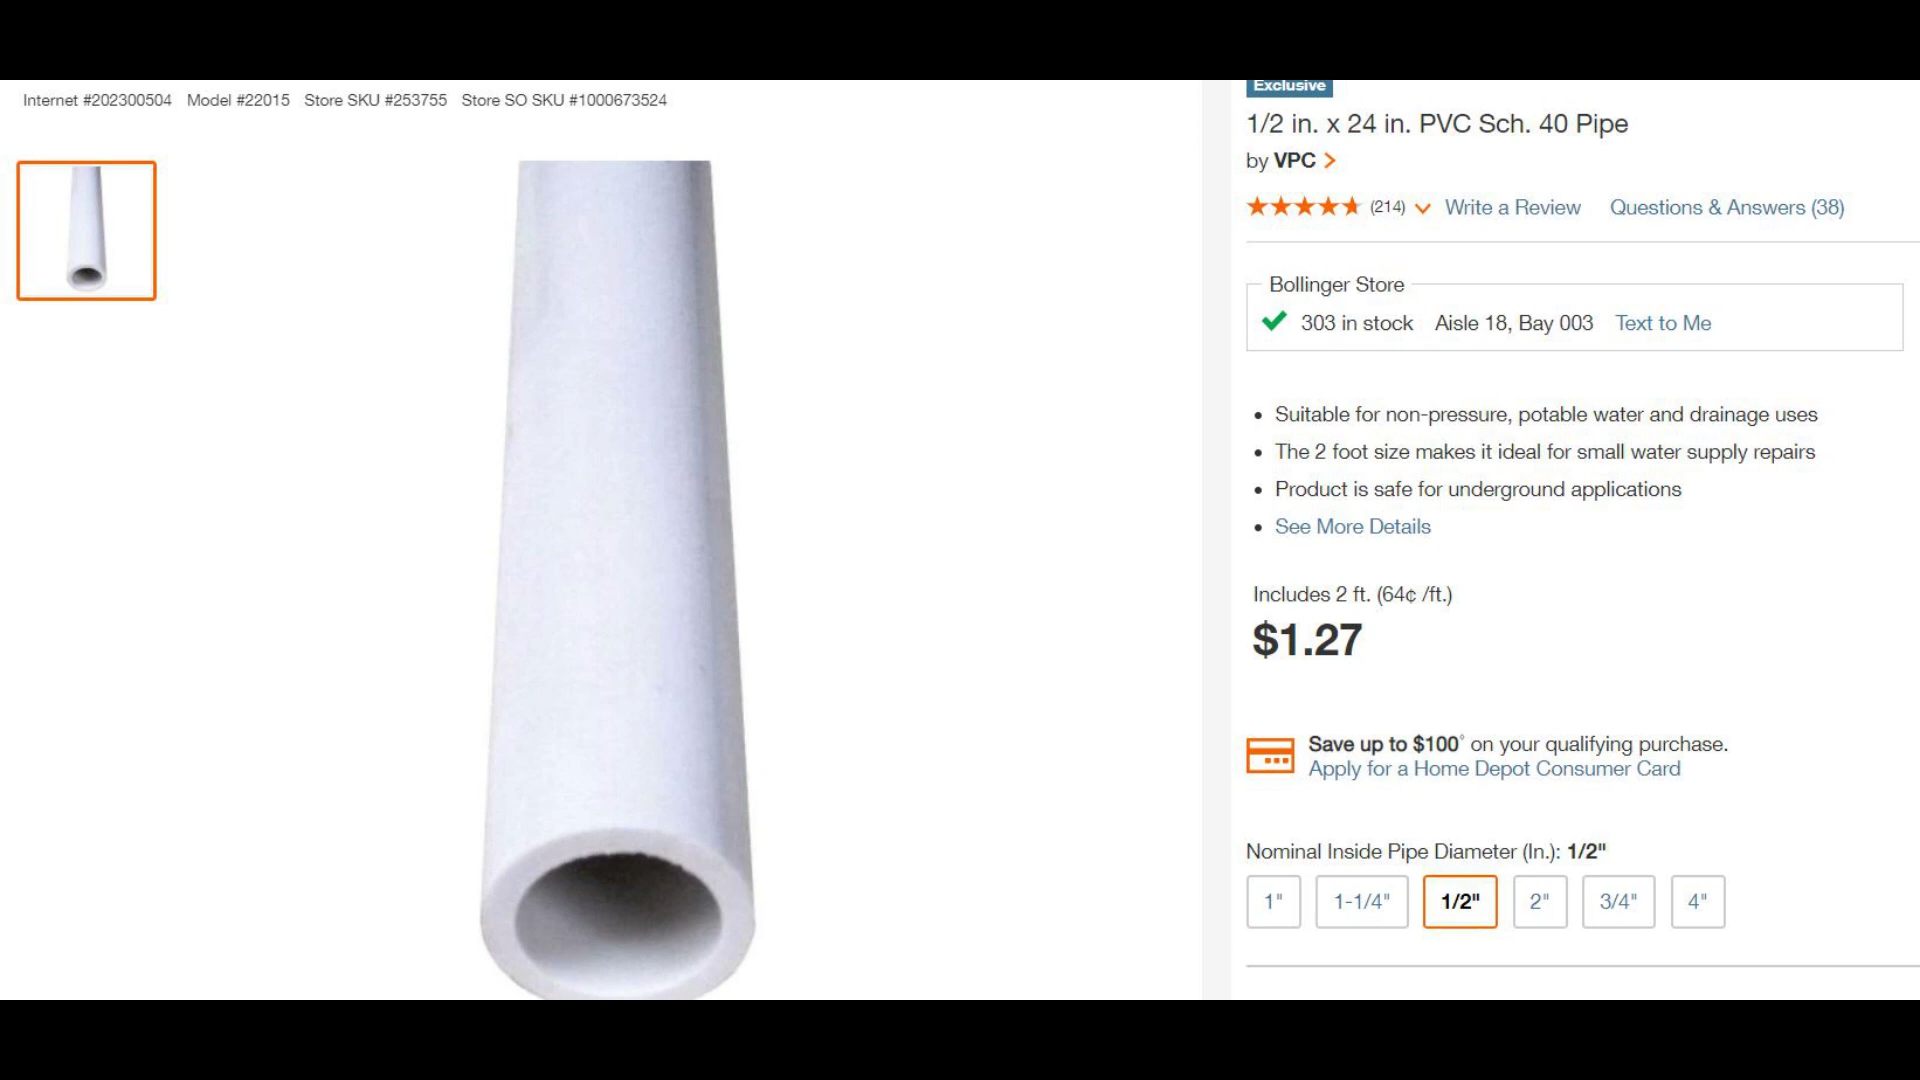 Internet #202300504 Model #22015 Store SKU #253755 Store SO SKU #1000673524
Exclusive
1/2 in. x 24 in. PVC Sch. 40 Pipe
by VPC
(214) Write a Review Questions & Answers (38)
Bollinger Store
303 in stock Aisle 18, Bay 003 Text to Me
Suitable for non-pressure, potable water and drainage uses
The 2 foot size makes it ideal for small water supply repairs
Product is safe for underground applications
See More Details
Includes 2 ft. (64¢ /ft.)
$1.27
Save up to $100° on your qualifying purchase.
Apply for a Home Depot Consumer Card
Nominal Inside Pipe Diameter (In.): 1/2"
1" 1-1/4" 1/2" 2" 3/4" 4"